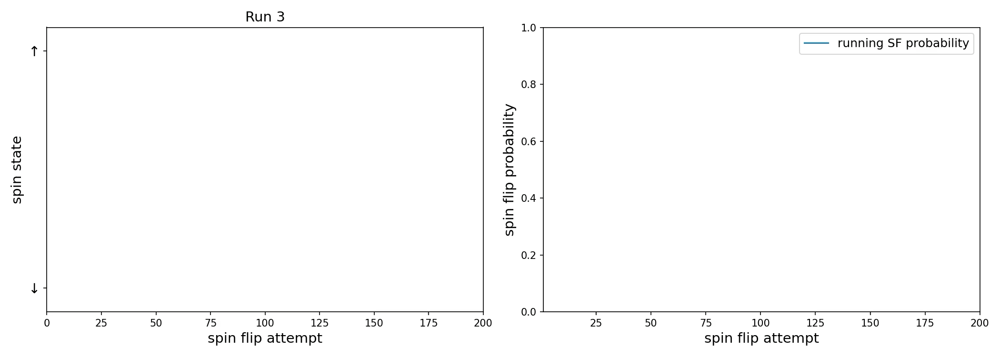 Run 3
↑
↓
spin state
0 25 50 75 100 125 150 175 200
spin flip attempt
1.0
0.8
0.6
0.4
0.2
0.0
spin flip probability
running SF probability
25 50 75 100 125 150 175 200
spin flip attempt